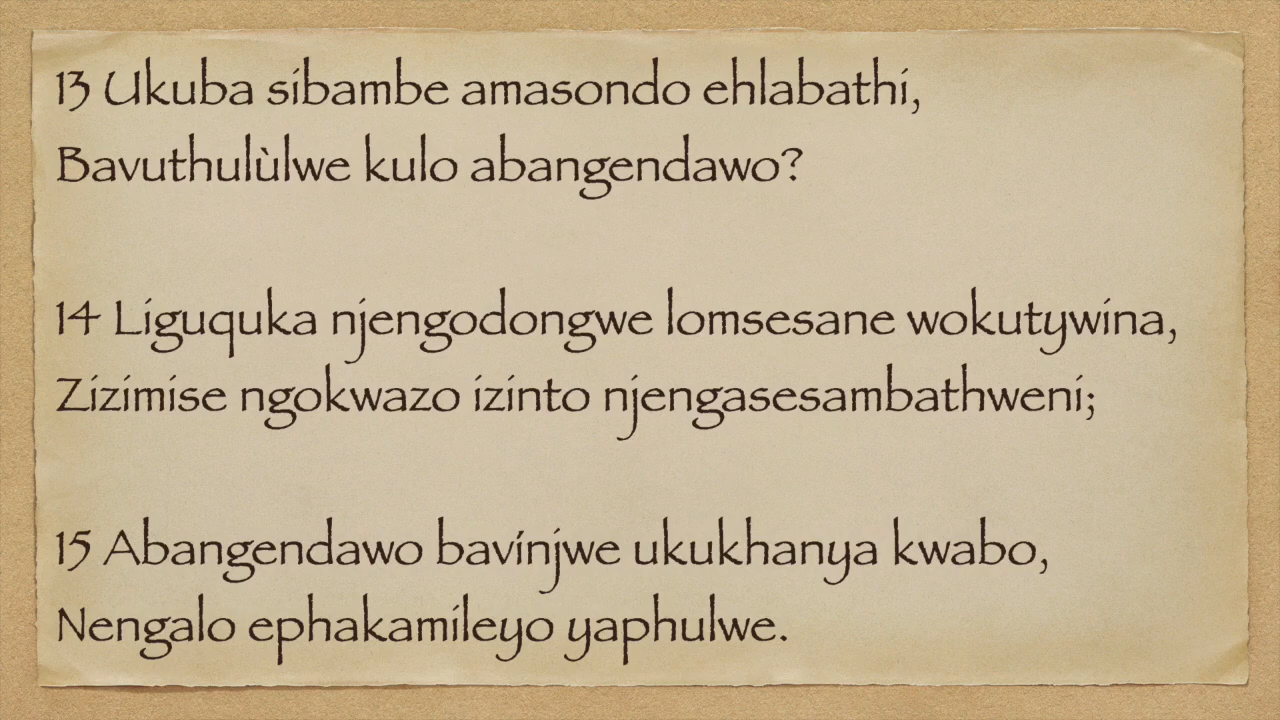 13 Ukuba sibambe amasondo ehlabathi,
Bavuthulùlwe kulo abangendawo?
14 Liguquka njengodongwe lomsesane wokutywina,
Zizimise ngokwazo izinto njengasesambathweni;
15 Abangendawo bavínjwe ukukhanya kwabo,
Nengalo ephakamileyo yaphulwe.